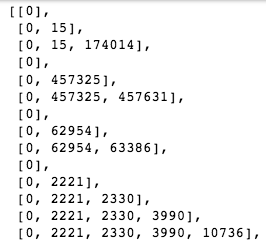 [[0],
[0, 15],
[0, 15, 174014],
[0],
[0, 457325],
[0, 457325, 457631],
[0],
[0, 62954],
[0, 62954, 63386],
[0],
[0, 2221],
[0, 2221, 2330],
[0, 2221, 2330, 3990],
[0, 2221, 2330, 3990, 10736],